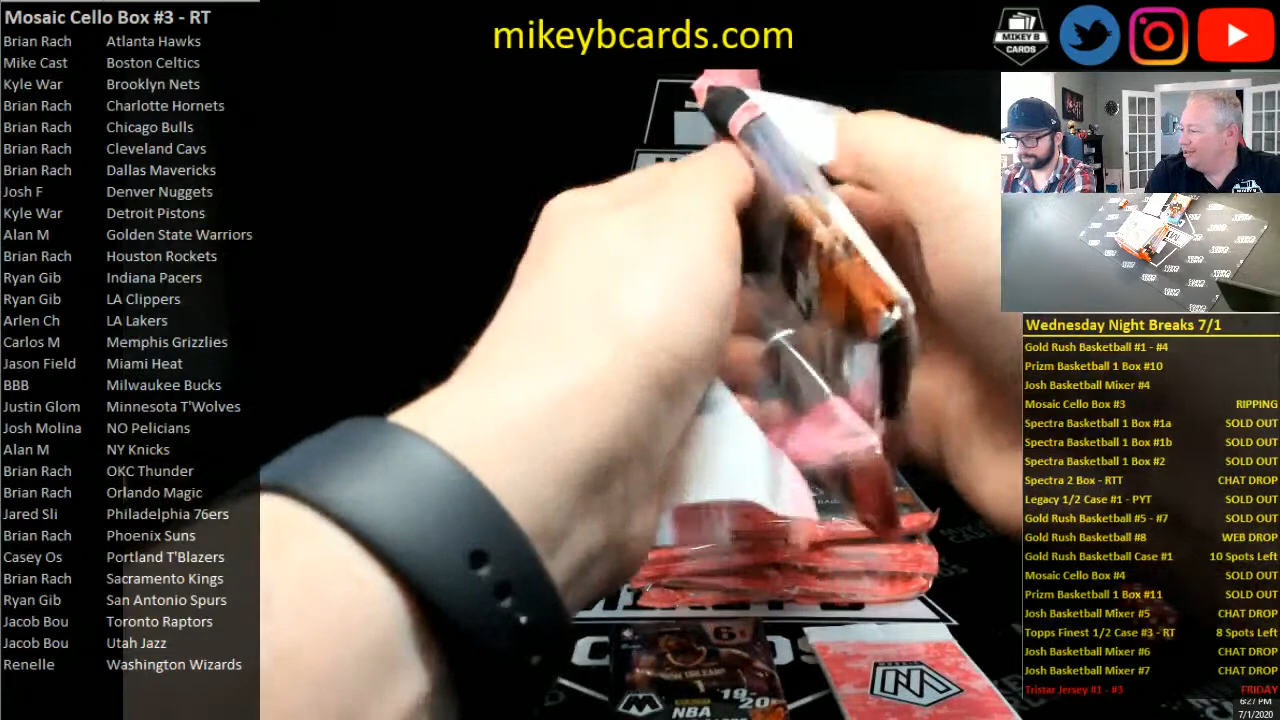 Mosaic Cello Box #3 - RT
Brian Rach Atlanta Hawks
Mike Cast Boston Celtics
Kyle War Brooklyn Nets
Brian Rach Charlotte Hornets
Brian Rach Chicago Bulls
Brian Rach Cleveland Cavs
Brian Rach Dallas Mavericks
Josh F Denver Nuggets
Kyle War Detroit Pistons
Alan M Golden State Warriors
Brian Rach Houston Rockets
Ryan Gib Indiana Pacers
Ryan Gib LA Clippers
Arlen Ch LA Lakers
Carlos M Memphis Grizzlies
Jason Field Miami Heat
BBB Milwaukee Bucks
Justin Glom Minnesota T'Wolves
Josh Molina NO Pelicians
Alan M NY Knicks
Brian Rach OKC Thunder
Brian Rach Orlando Magic
Jared Sli Philadelphia 76ers
Brian Rach Phoenix Suns
Casey Os Portland T'Blazers
Brian Rach Sacramento Kings
Ryan Gib San Antonio Spurs
Jacob Bou Toronto Raptors
Jacob Bou Utah Jazz
Renelle Washington Wizards
mikeybcards.com
MIKEY B
CARDS
Wednesday Night Breaks 7/1
Gold Rush Basketball #1 - #4
Prizm Basketball 1 Box #10
Josh Basketball Mixer #4
Mosaic Cello Box #3 RIPPING
Spectra Basketball 1 Box #1a SOLD OUT
Spectra Basketball 1 Box #1b SOLD OUT
Spectra Basketball 1 Box #2 SOLD OUT
Spectra 2 Box - RTT CHAT DROP
Legacy 1/2 Case #1 - PYT SOLD OUT
Gold Rush Basketball #5 - #7 SOLD OUT
Gold Rush Basketball #8 WEB DROP
Gold Rush Basketball Case #1 10 Spots Left
Mosaic Cello Box #4 SOLD OUT
Prizm Basketball 1 Box #11 SOLD OUT
Josh Basketball Mixer #5 CHAT DROP
Topps Finest 1/2 Case #3 - RT 8 Spots Left
Josh Basketball Mixer #6 CHAT DROP
Josh Basketball Mixer #7 CHAT DROP
Tristar Jersey #1 - #3 FRIDAY
6:27 PM
7/1/2020
19-
20
NBA